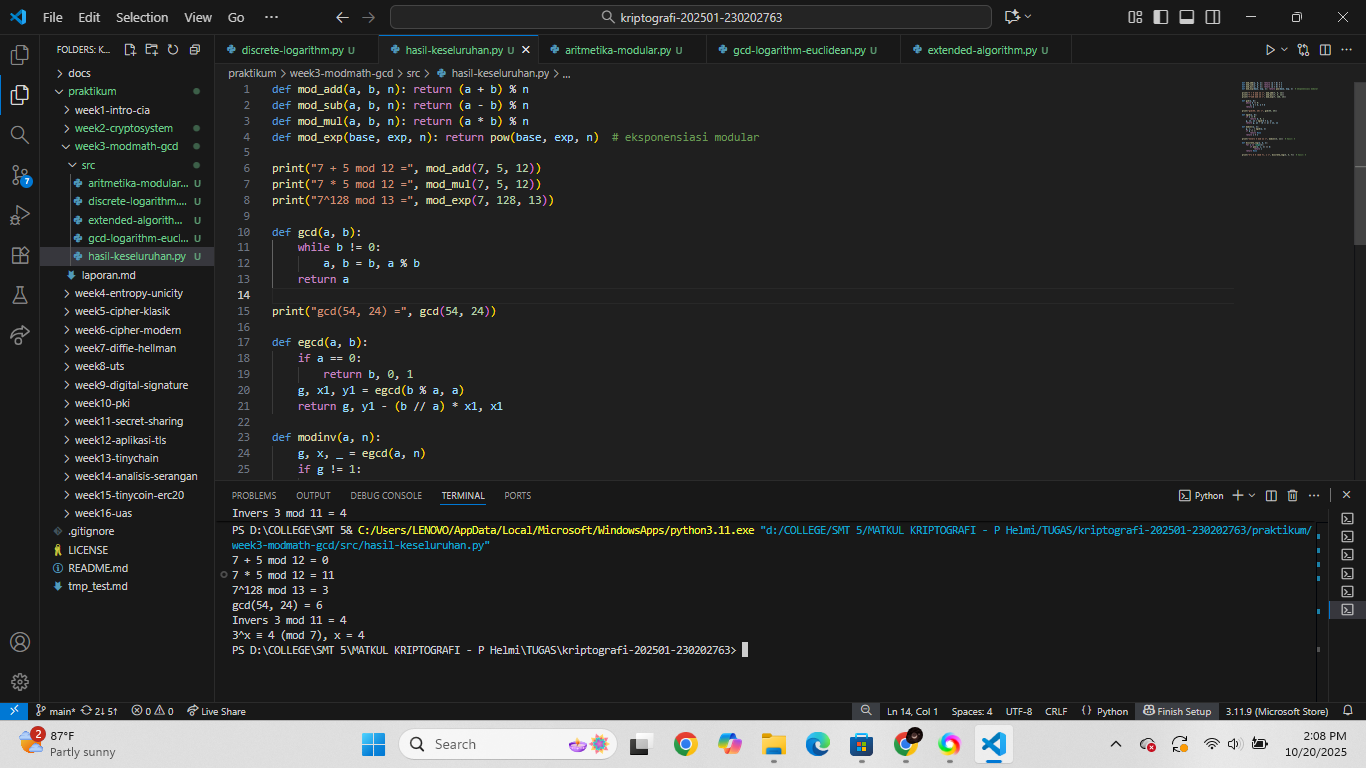 File Edit Selection View Go ··· kriptografi-202501-230202763
FOLDERS: K...
discrete-logarithm.py U hasil-keseluruhan.py U aritmetika-modular.py U gcd-logarithm-euclidean.py U extended-algorithm.py U
praktikum > week3-modmath-gcd > src > hasil-keseluruhan.py > ...
docs
praktikum
week1-intro-cia
week2-cryptosystem
week3-modmath-gcd
src
aritmetika-modular... U
discrete-logarithm.... U
extended-algorith... U
gcd-logarithm-eucl... U
hasil-keseluruhan.py U
laporan.md
week4-entropy-unicity
week5-cipher-klasik
week6-cipher-modern
week7-diffie-hellman
week8-uts
week9-digital-signature
week10-pki
week11-secret-sharing
week12-aplikasi-tls
week13-tinychain
week14-analisis-serangan
week15-tinycoin-erc20
week16-uas
.gitignore
LICENSE
README.md
tmp_test.md
7
1 def mod_add(a, b, n): return (a + b) % n
2 def mod_sub(a, b, n): return (a - b) % n
3 def mod_mul(a, b, n): return (a * b) % n
4 def mod_exp(base, exp, n): return pow(base, exp, n)  # eksponensiasi modular
5
6 print("7 + 5 mod 12 =", mod_add(7, 5, 12))
7 print("7 * 5 mod 12 =", mod_mul(7, 5, 12))
8 print("7^128 mod 13 =", mod_exp(7, 128, 13))
9
10 def gcd(a, b):
11     while b != 0:
12         a, b = b, a % b
13     return a
14
15 print("gcd(54, 24) =", gcd(54, 24))
16
17 def egcd(a, b):
18     if a == 0:
19         return b, 0, 1
20     g, x1, y1 = egcd(b % a, a)
21     return g, y1 - (b // a) * x1, x1
22
23 def modinv(a, n):
24     g, x, _ = egcd(a, n)
25     if g != 1:
PROBLEMS OUTPUT DEBUG CONSOLE TERMINAL PORTS Python
Invers 3 mod 11 = 4
PS D:\COLLEGE\SMT 5& C:/Users/LENOVO/AppData/Local/Microsoft/WindowsApps/python3.11.exe "d:/COLLEGE/SMT 5/MATKUL KRIPTOGRAFI - P Helmi/TUGAS/kriptografi-202501-230202763/praktikum/
week3-modmath-gcd/src/hasil-keseluruhan.py"
7 + 5 mod 12 = 0
7 * 5 mod 12 = 11
7^128 mod 13 = 3
gcd(54, 24) = 6
Invers 3 mod 11 = 4
3^x ≡ 4 (mod 7), x = 4
PS D:\COLLEGE\SMT 5\MATKUL KRIPTOGRAFI - P Helmi\TUGAS\kriptografi-202501-230202763>
main* 2↓ 5↑ 0 0 Live Share Ln 14, Col 1 Spaces: 4 UTF-8 CRLF Python Finish Setup 3.11.9 (Microsoft Store)
2
87°F
Partly sunny
Search
2:08 PM
10/20/2025